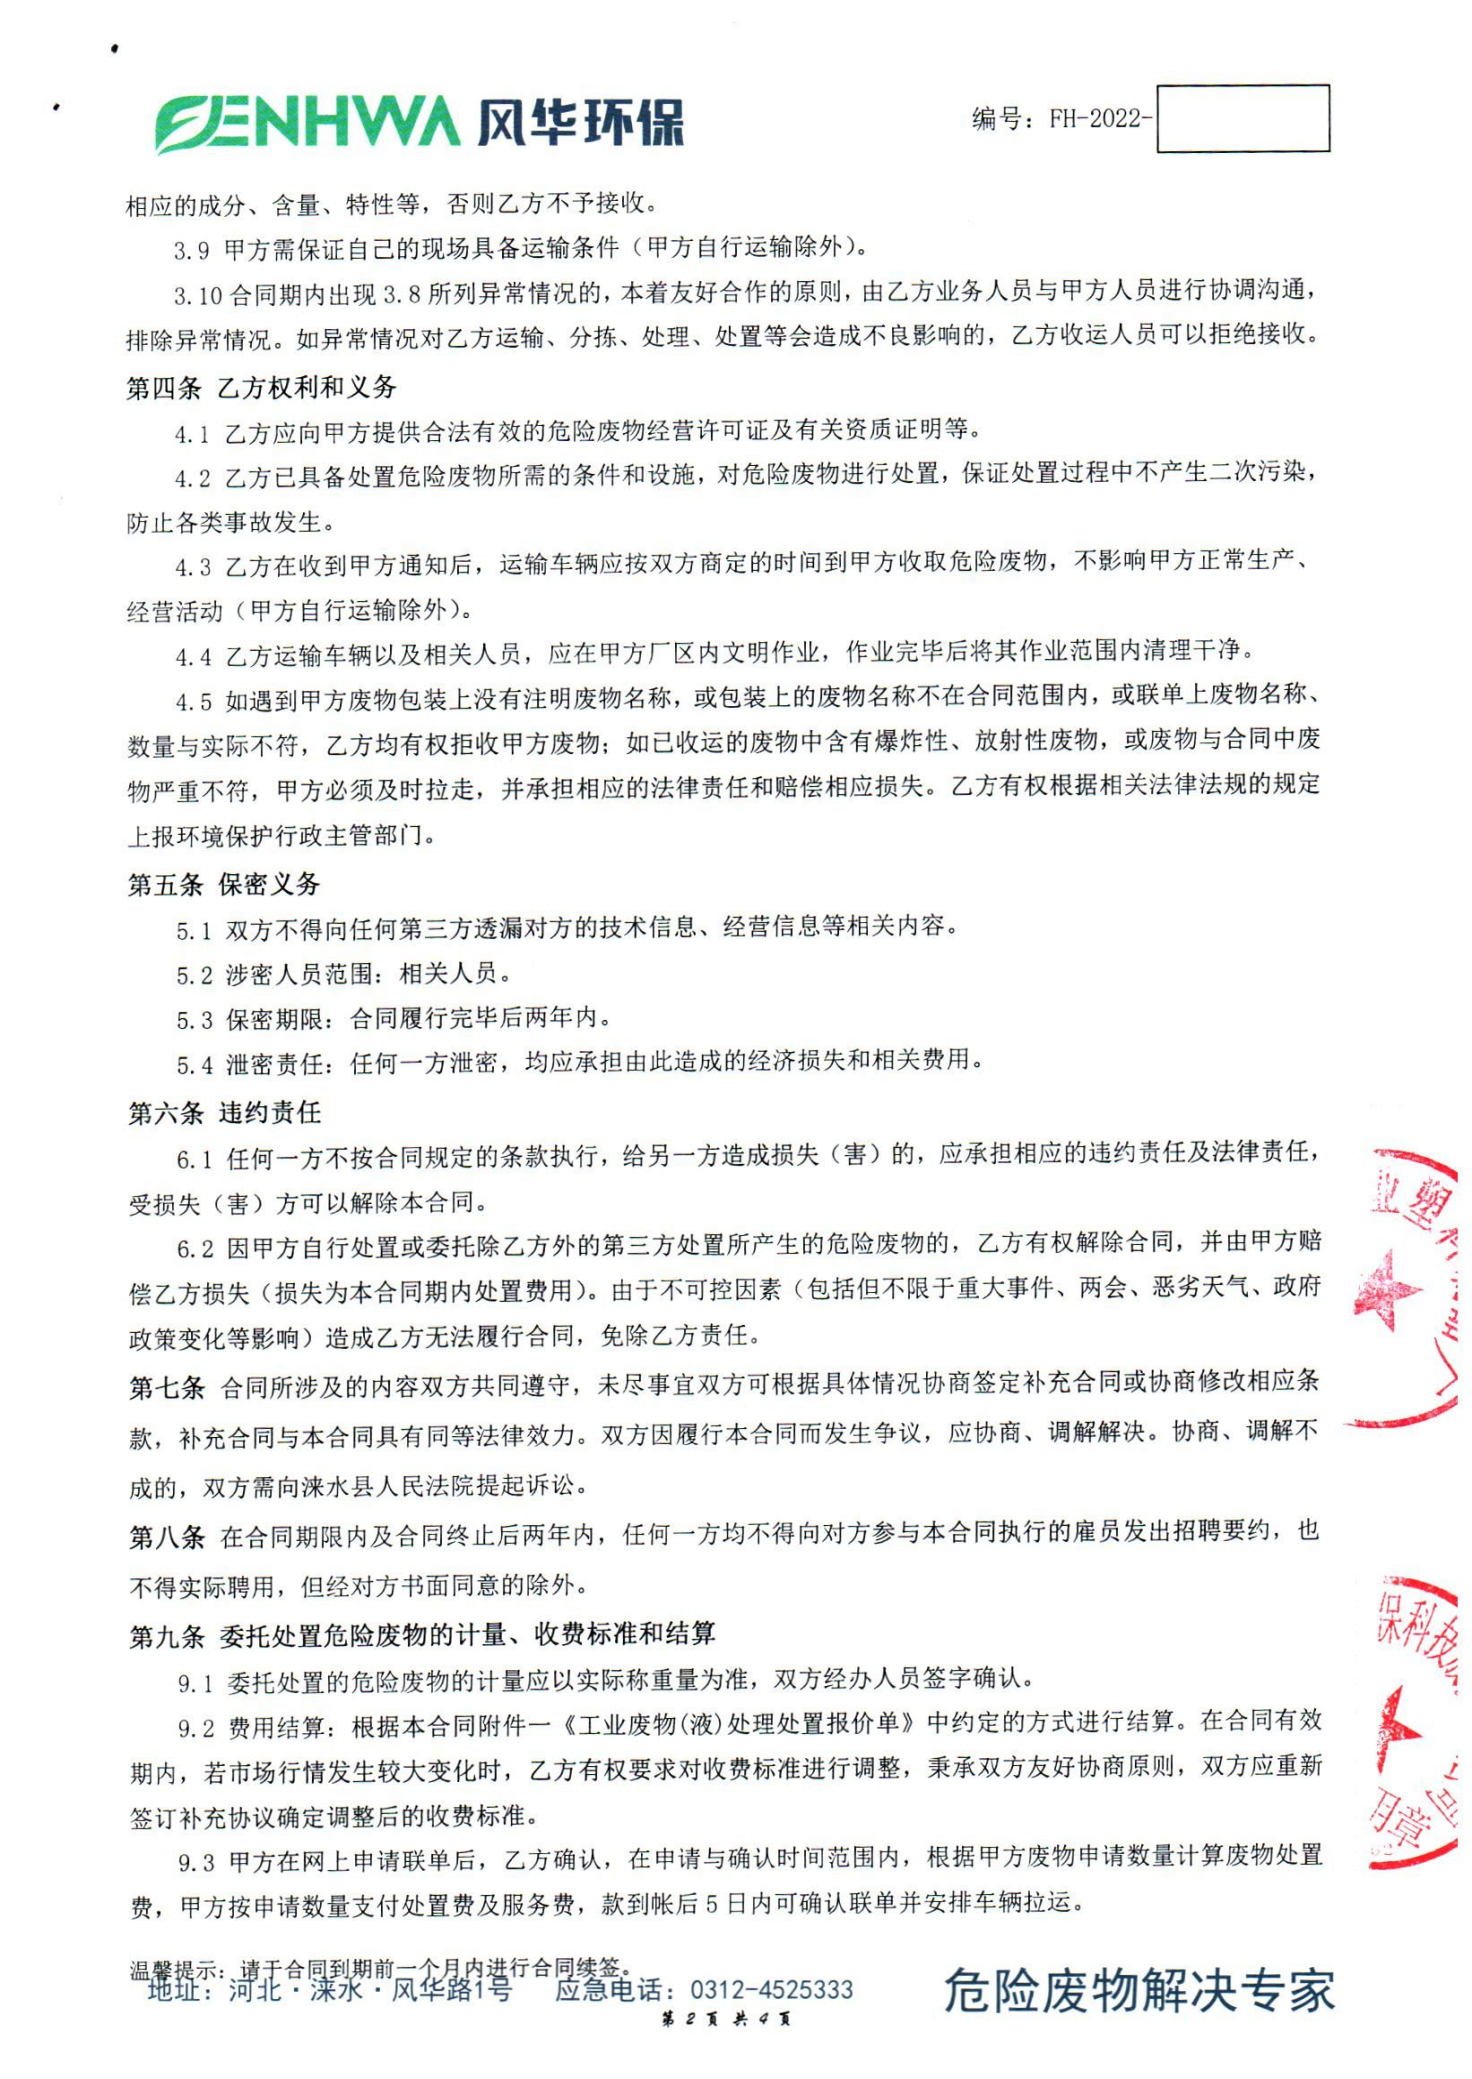 FENHWA 风华环保
编号：FH-2022-
相应的成分、含量、特性等，否则乙方不予接收。
3.9 甲方需保证自己的现场具备运输条件（甲方自行运输除外）。
3.10 合同期内出现 3.8 所列异常情况的，本着友好合作的原则，由乙方业务人员与甲方人员进行协调沟通，
排除异常情况。如异常情况对乙方运输、分拣、处理、处置等会造成不良影响的，乙方收运人员可以拒绝接收。
第四条 乙方权利和义务
4.1 乙方应向甲方提供合法有效的危险废物经营许可证及有关资质证明等。
4.2 乙方已具备处置危险废物所需的条件和设施，对危险废物进行处置，保证处置过程中不产生二次污染，
防止各类事故发生。
4.3 乙方在收到甲方通知后，运输车辆应按双方商定的时间到甲方收取危险废物，不影响甲方正常生产、
经营活动（甲方自行运输除外）。
4.4 乙方运输车辆以及相关人员，应在甲方厂区内文明作业，作业完毕后将其作业范围内清理干净。
4.5 如遇到甲方废物包装上没有注明废物名称，或包装上的废物名称不在合同范围内，或联单上废物名称、
数量与实际不符，乙方均有权拒收甲方废物；如已收运的废物中含有爆炸性、放射性废物，或废物与合同中废
物严重不符，甲方必须及时拉走，并承担相应的法律责任和赔偿相应损失。乙方有权根据相关法律法规的规定
上报环境保护行政主管部门。
第五条 保密义务
5.1 双方不得向任何第三方透漏对方的技术信息、经营信息等相关内容。
5.2 涉密人员范围：相关人员。
5.3 保密期限：合同履行完毕后两年内。
5.4 泄密责任：任何一方泄密，均应承担由此造成的经济损失和相关费用。
第六条 违约责任
6.1 任何一方不按合同规定的条款执行，给另一方造成损失（害）的，应承担相应的违约责任及法律责任，
受损失（害）方可以解除本合同。
6.2 因甲方自行处置或委托除乙方外的第三方处置所产生的危险废物的，乙方有权解除合同，并由甲方赔
偿乙方损失（损失为本合同期内处置费用）。由于不可控因素（包括但不限于重大事件、两会、恶劣天气、政府
政策变化等影响）造成乙方无法履行合同，免除乙方责任。
第七条 合同所涉及的内容双方共同遵守，未尽事宜双方可根据具体情况协商签定补充合同或协商修改相应条
款，补充合同与本合同具有同等法律效力。双方因履行本合同而发生争议，应协商、调解解决。协商、调解不
成的，双方需向涞水县人民法院提起诉讼。
第八条 在合同期限内及合同终止后两年内，任何一方均不得向对方参与本合同执行的雇员发出招聘要约，也
不得实际聘用，但经对方书面同意的除外。
第九条 委托处置危险废物的计量、收费标准和结算
9.1 委托处置的危险废物的计量应以实际称重量为准，双方经办人员签字确认。
9.2 费用结算：根据本合同附件一《工业废物(液)处理处置报价单》中约定的方式进行结算。在合同有效
期内，若市场行情发生较大变化时，乙方有权要求对收费标准进行调整，秉承双方友好协商原则，双方应重新
签订补充协议确定调整后的收费标准。
9.3 甲方在网上申请联单后，乙方确认，在申请与确认时间范围内，根据甲方废物申请数量计算废物处置
费，甲方按申请数量支付处置费及服务费，款到帐后 5 日内可确认联单并安排车辆拉运。
温馨提示：请于合同到期前一个月内进行合同续签。
地址：河北·涞水·风华路1号 应急电话：0312-4525333
危险废物解决专家
第 2 页 共 4 页
业塑
保科技
用章